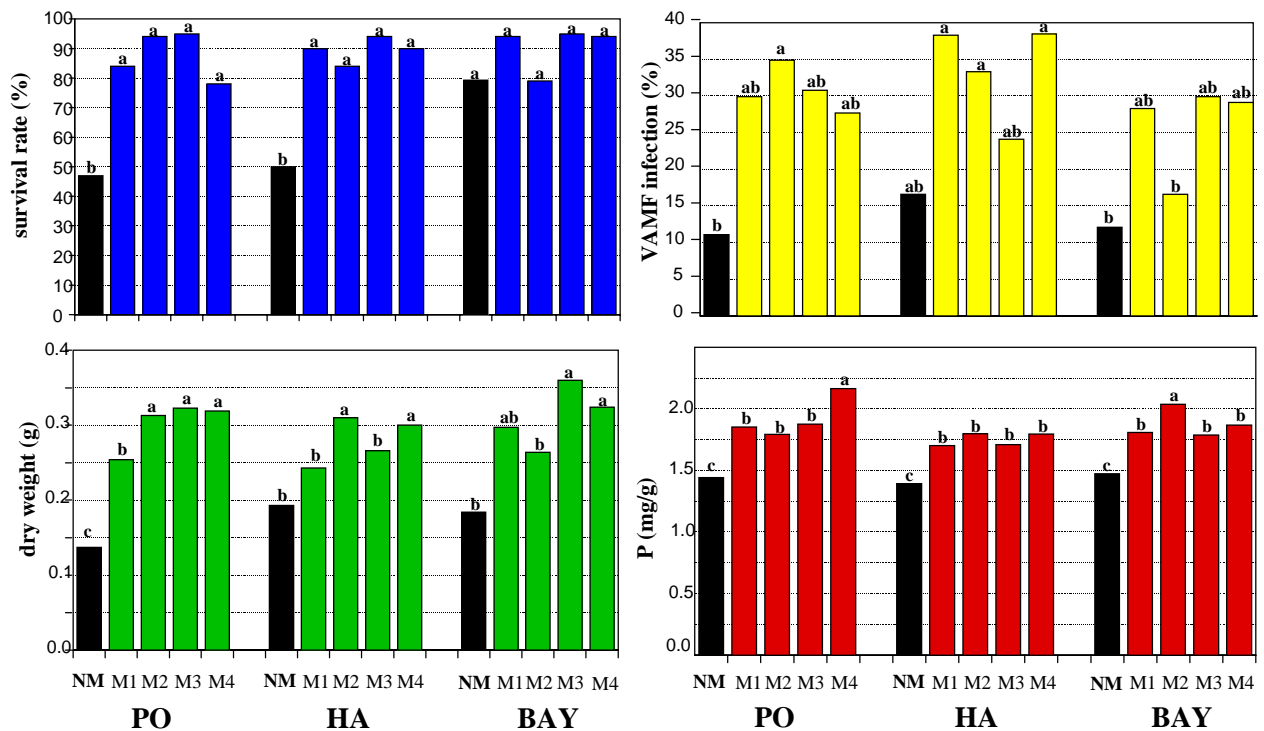 survival rate (%)
100
90
80
70
60
50
40
30
20
10
0
b a a a a
b a a a a
a a a a a
VAMF infection (%)
40
35
30
25
20
15
10
5
0
b ab a ab ab
ab a a ab a
b ab b ab ab
dry weight (g)
0.4
0.3
0.2
0.1
0.0
c b a a a
b b a b a
b ab b a a
NM M1 M2 M3 M4 NM M1 M2 M3 M4 NM M1 M2 M3 M4
PO HA BAY
P (mg/g)
2.0
1.5
1.0
0.5
0.0
c b b b a
c b b b b
c b a b b
NM M1 M2 M3 M4 NM M1 M2 M3 M4 NM M1 M2 M3 M4
PO HA BAY